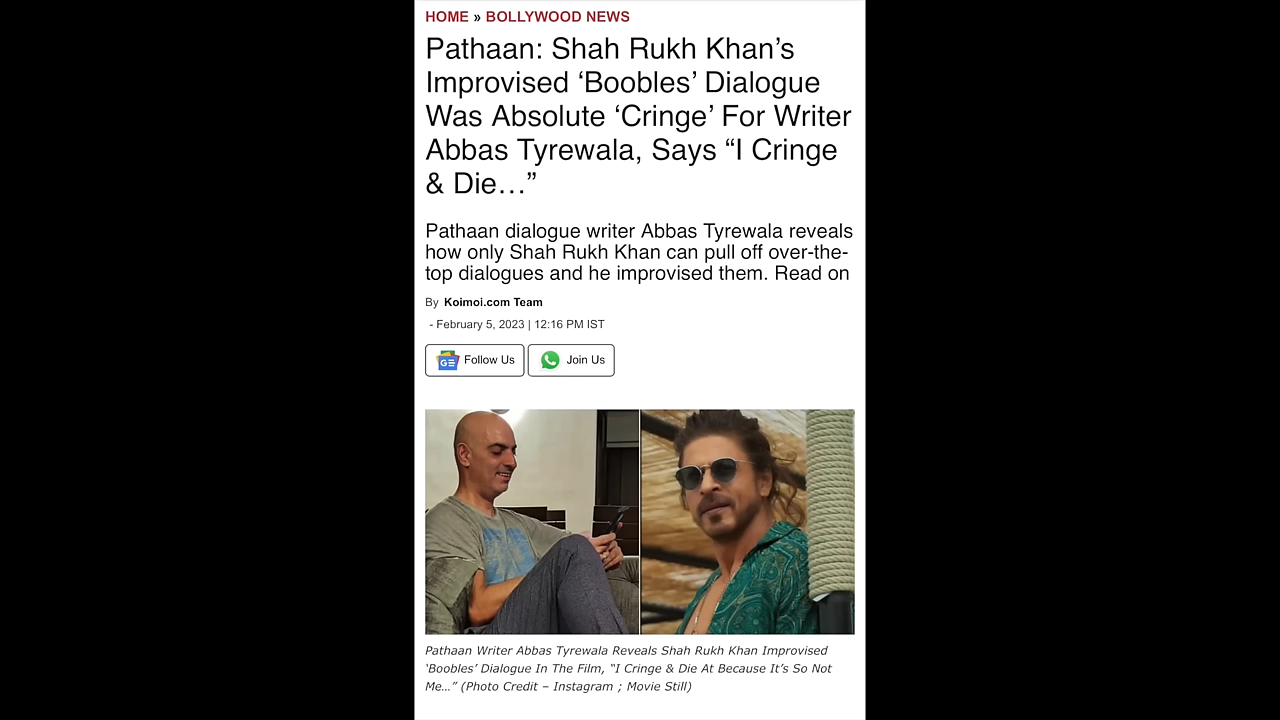 HOME » BOLLYWOOD NEWS
Pathaan: Shah Rukh Khan’s
Improvised ‘Boobles’ Dialogue
Was Absolute ‘Cringe’ For Writer
Abbas Tyrewala, Says “I Cringe
& Die…”
Pathaan dialogue writer Abbas Tyrewala reveals
how only Shah Rukh Khan can pull off over-the-
top dialogues and he improvised them. Read on
By Koimoi.com Team
- February 5, 2023 | 12:16 PM IST
GE Follow Us Join Us
Pathaan Writer Abbas Tyrewala Reveals Shah Rukh Khan Improvised
‘Boobles’ Dialogue In The Film, “I Cringe & Die At Because It’s So Not
Me…” (Photo Credit – Instagram ; Movie Still)